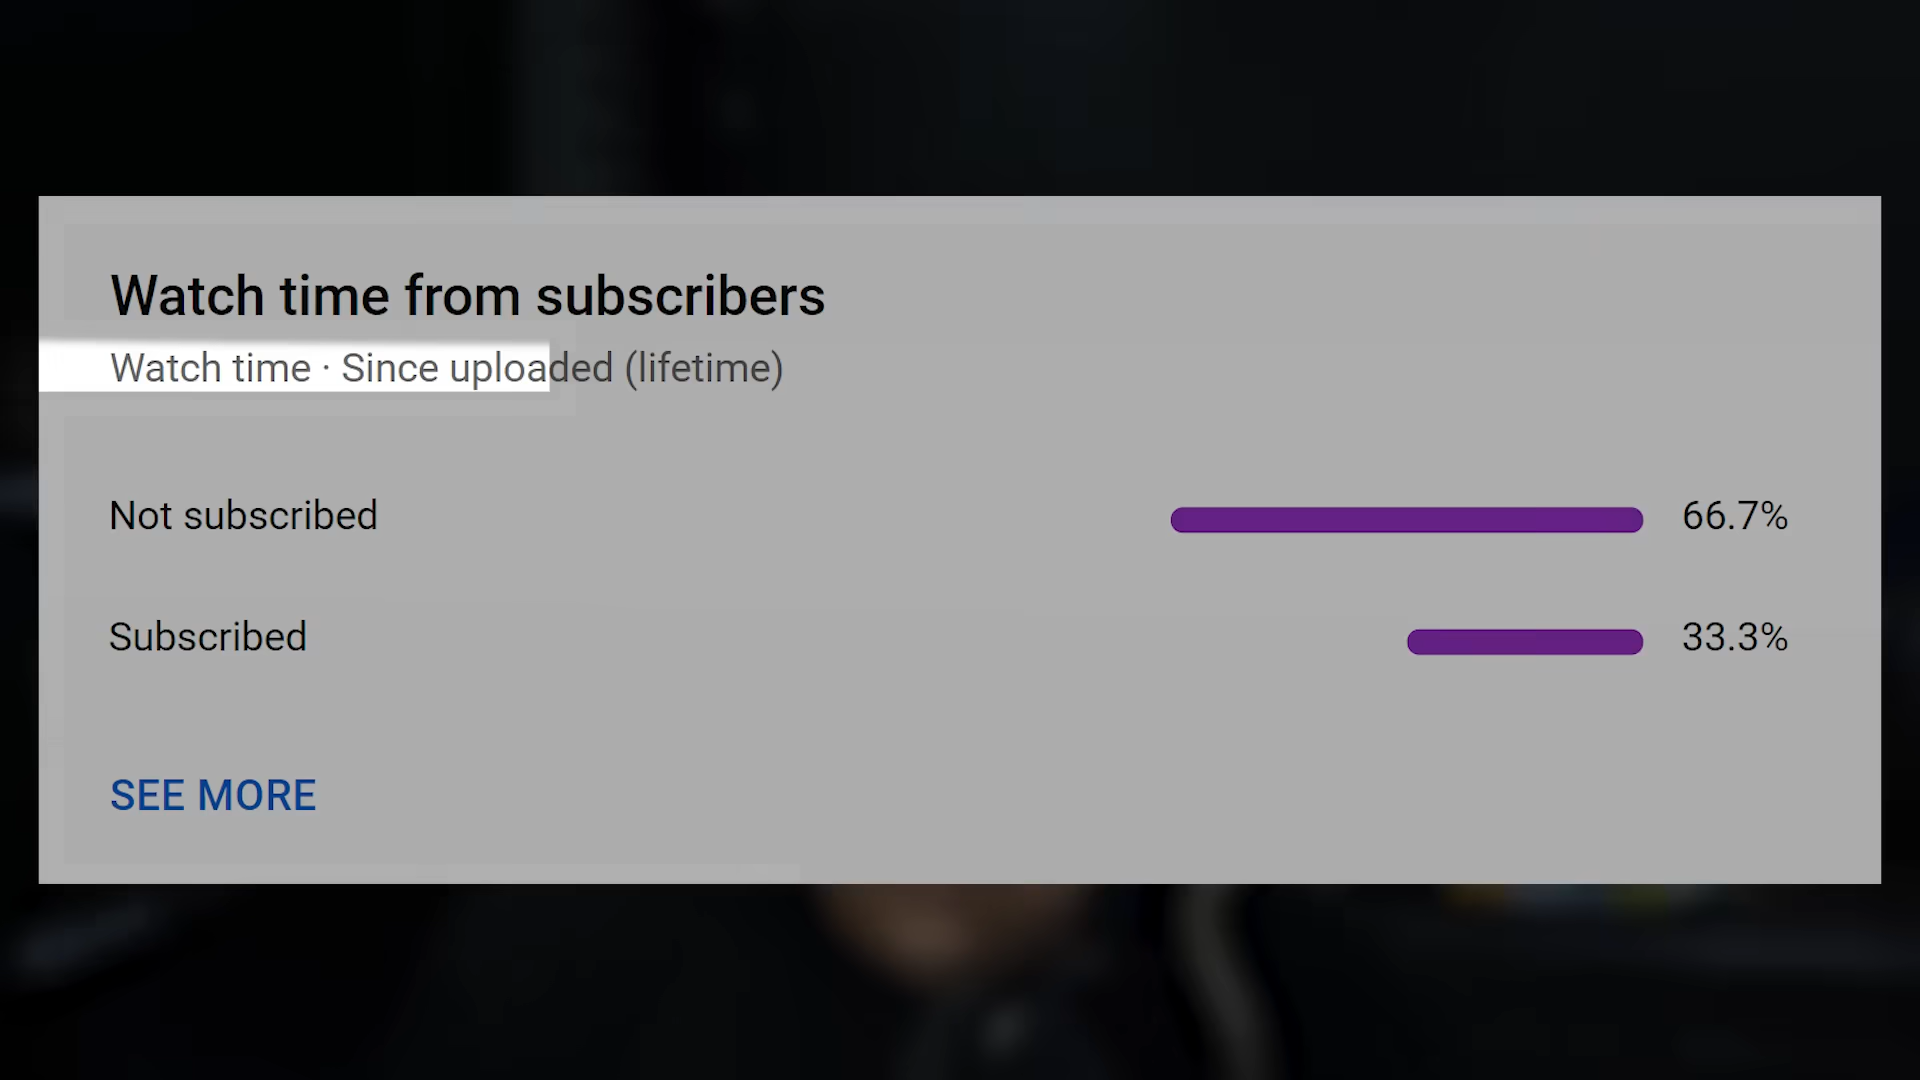 Watch time from subscribers
Watch time · Since uploaded (lifetime)
Not subscribed 66.7%
Subscribed 33.3%
SEE MORE